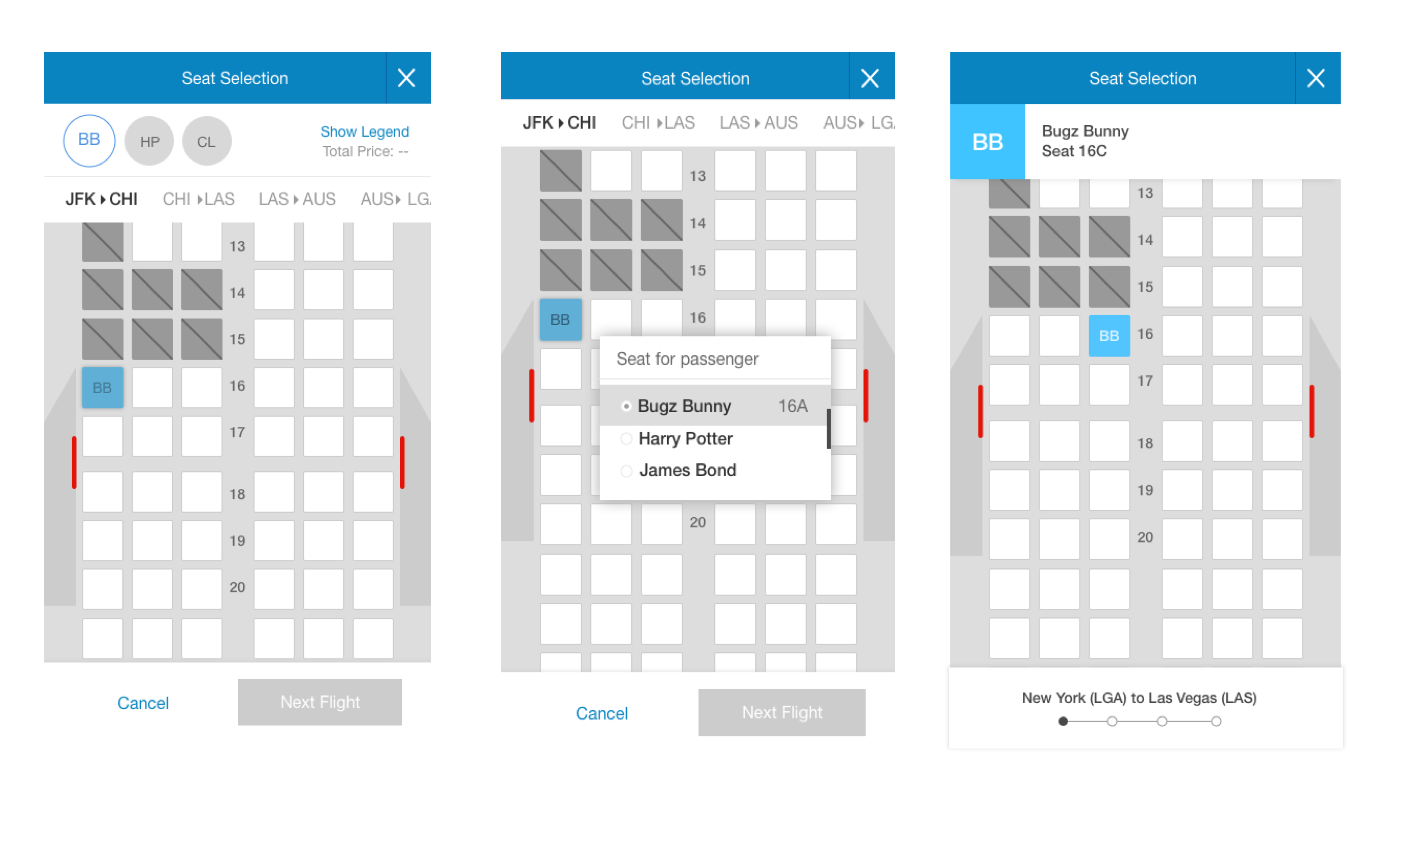 Seat Selection
BB
HP
CL
Show Legend
Total Price: --
JFK ▸ CHI
CHI ▸ LAS
LAS ▸ AUS
AUS ▸ LG
13
14
15
BB
16
17
18
19
20
Cancel
Next Flight
Seat Selection
JFK ▸ CHI
CHI ▸ LAS
LAS ▸ AUS
AUS ▸ LG
13
14
15
BB
16
Seat for passenger
Bugz Bunny 16A
Harry Potter
James Bond
20
Cancel
Next Flight
Seat Selection
BB
Bugz Bunny
Seat 16C
13
14
15
BB
16
17
18
19
20
New York (LGA) to Las Vegas (LAS)